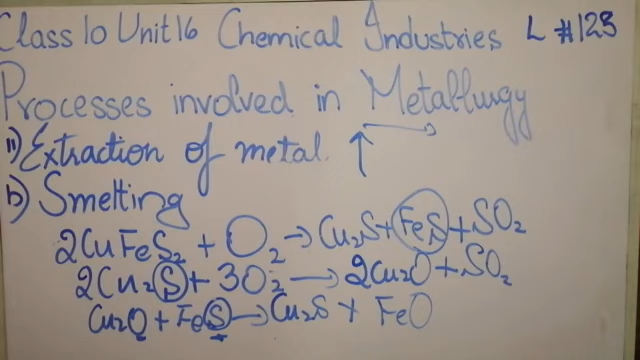 Class 10 Unit 16 Chemical Industries L #123
Processes involved in Metallurgy
ii) Extraction of metal. ↑
b) Smelting
2CuFeS₂ + O₂ → Cu₂S + FeS + SO₂
2Cu₂S + 3O₂ → 2Cu₂O + SO₂
Cu₂O + FeS → Cu₂S + FeO